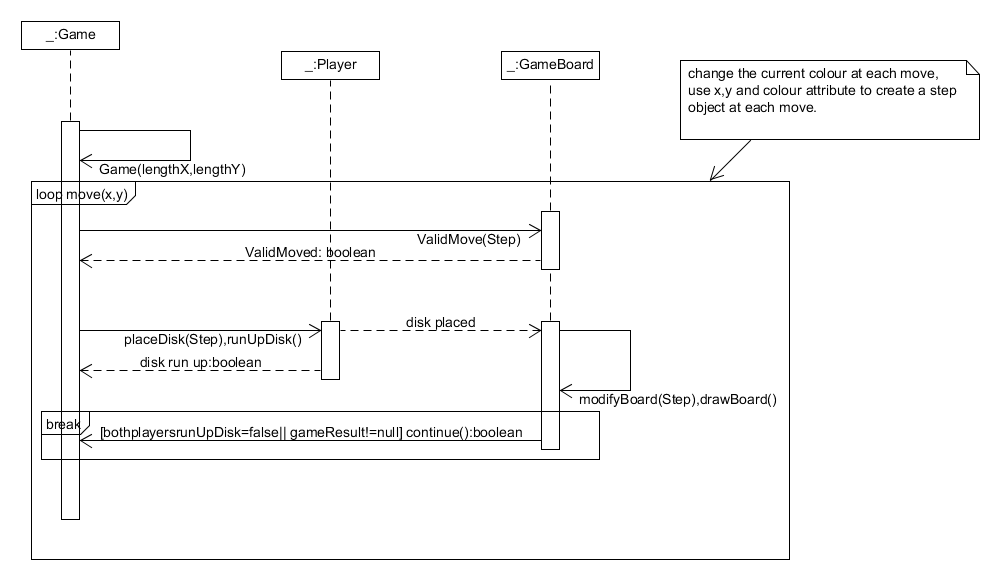 _:Game
_:Player
_:GameBoard
change the current colour at each move,
use x,y and colour attribute to create a step
object at each move.
Game(lengthX,lengthY)
loop move(x,y)
ValidMove(Step)
ValidMoved: boolean
disk placed
placeDisk(Step),runUpDisk()
disk run up:boolean
modifyBoard(Step),drawBoard()
break
[bothplayersrunUpDisk=false|| gameResult!=null] continue():boolean